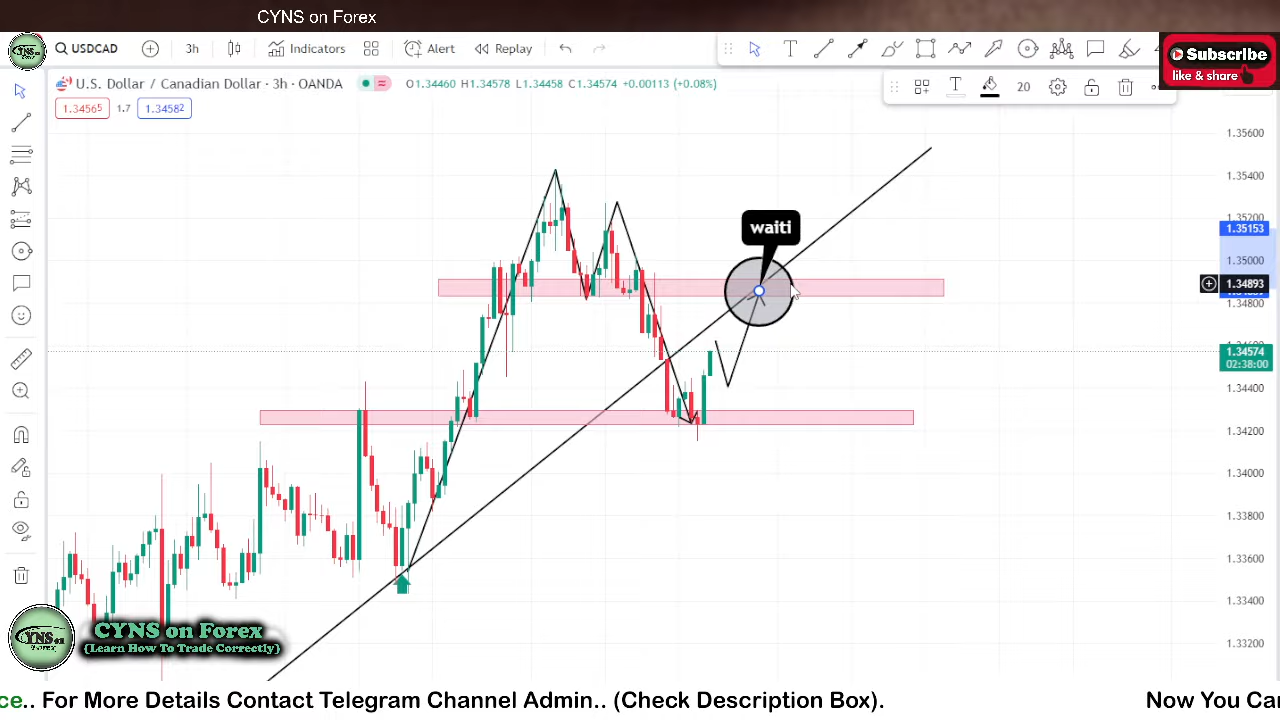 CYNS on Forex
USDCAD
3h
Indicators
Alert
Replay
Subscribe
like & share
U.S. Dollar / Canadian Dollar · 3h · OANDA
O1.34460 H1.34578 L1.34458 C1.34574 +0.00113 (+0.08%)
20
1.34565
1.7
1.34582
waiti
1.35600
1.35400
1.35200
1.35153
1.35000
1.34893
1.34800
1.34574
02:38:00
1.34400
1.34200
1.34000
1.33800
1.33600
1.33400
1.33200
CYNS on Forex
{Learn How To Trade Correctly}
ce.. For More Details Contact Telegram Channel Admin.. (Check Description Box).
Now You Ca